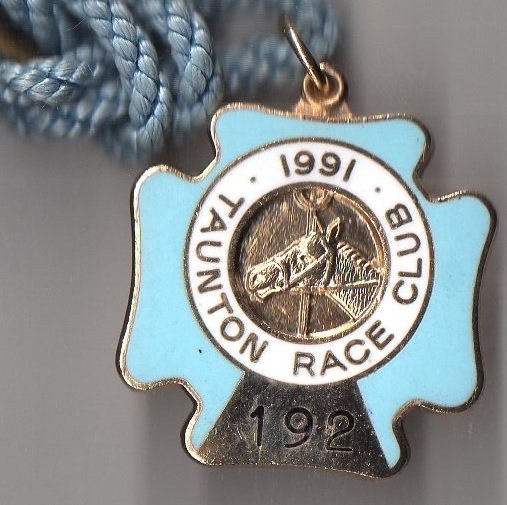 · 1991 ·
TAUNTON RACE CLUB
192